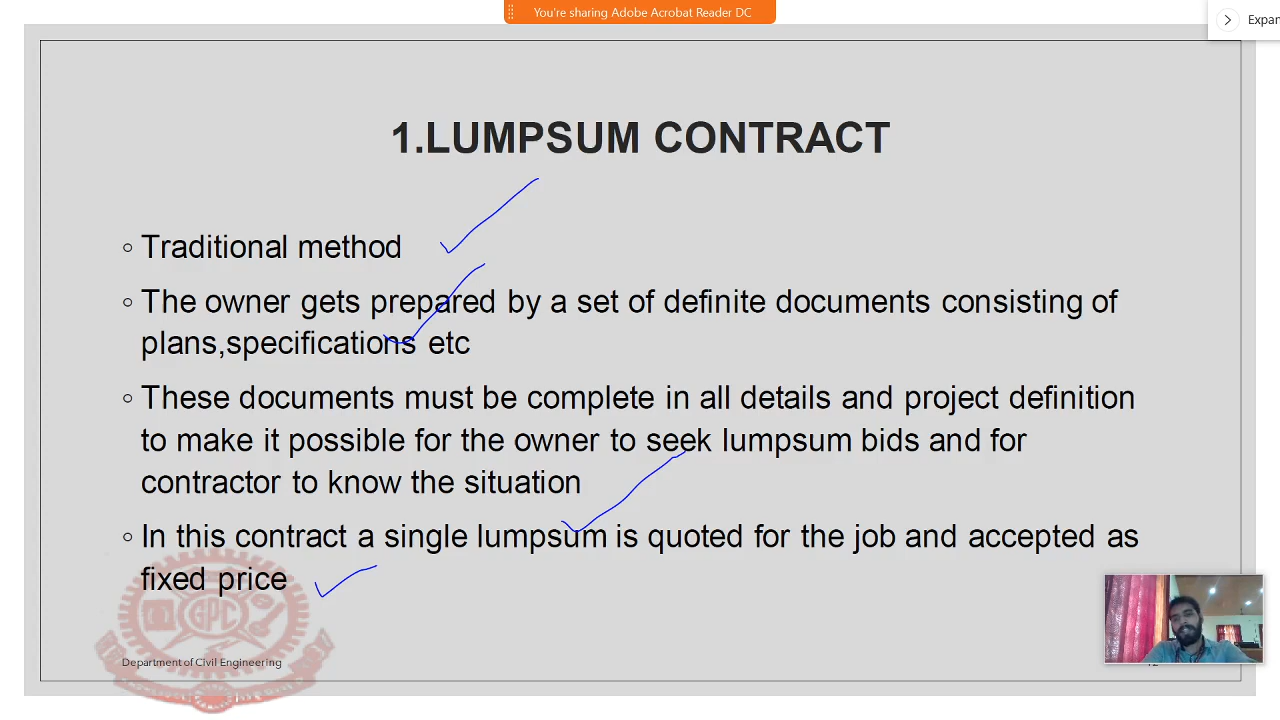 You're sharing Adobe Acrobat Reader DC
Expan
1.LUMPSUM CONTRACT
◦ Traditional method
◦ The owner gets prepared by a set of definite documents consisting of
plans,specifications etc
◦ These documents must be complete in all details and project definition
to make it possible for the owner to seek lumpsum bids and for
contractor to know the situation
◦ In this contract a single lumpsum is quoted for the job and accepted as
fixed price
GPC
Department of Civil Engineering